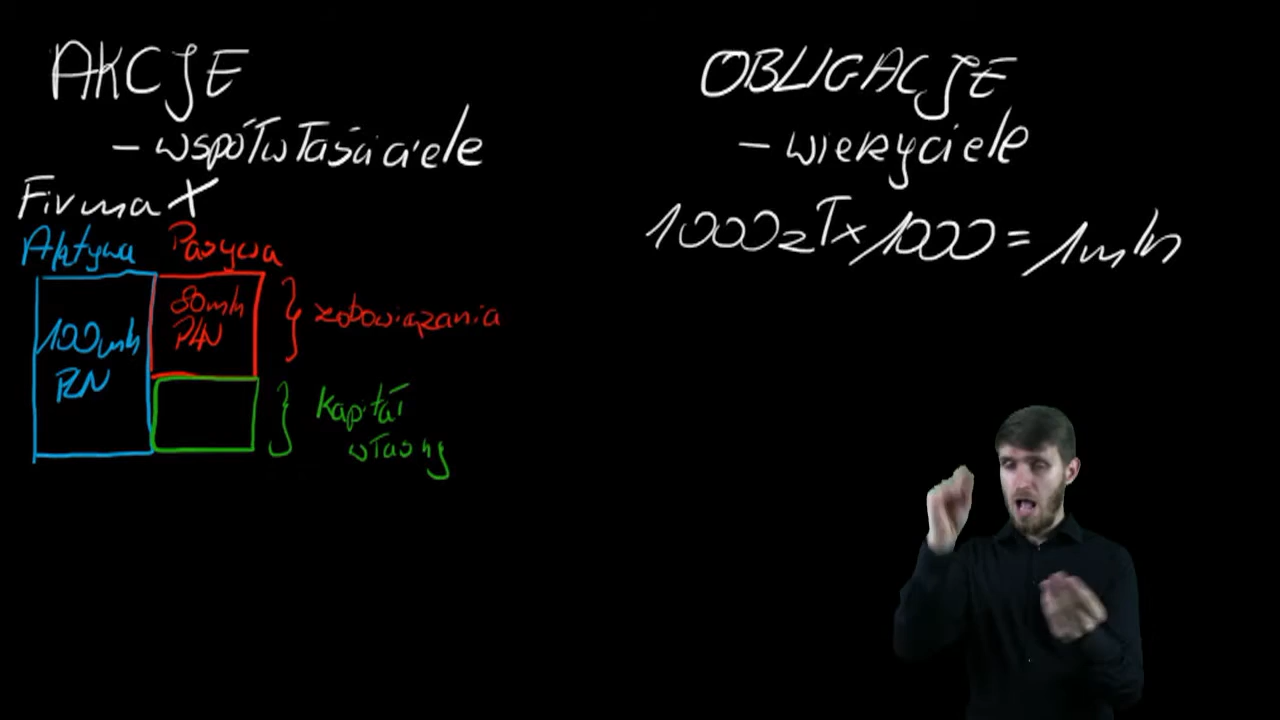 AKCJE
- współwłaściciele
Firma X
Aktywa Pasywa
100mln PLN
80mln PLN
} zobowiązania
} Kapitał własny
OBLIGACJE
- wierzyciele
1000zł x 1000 = 1mln